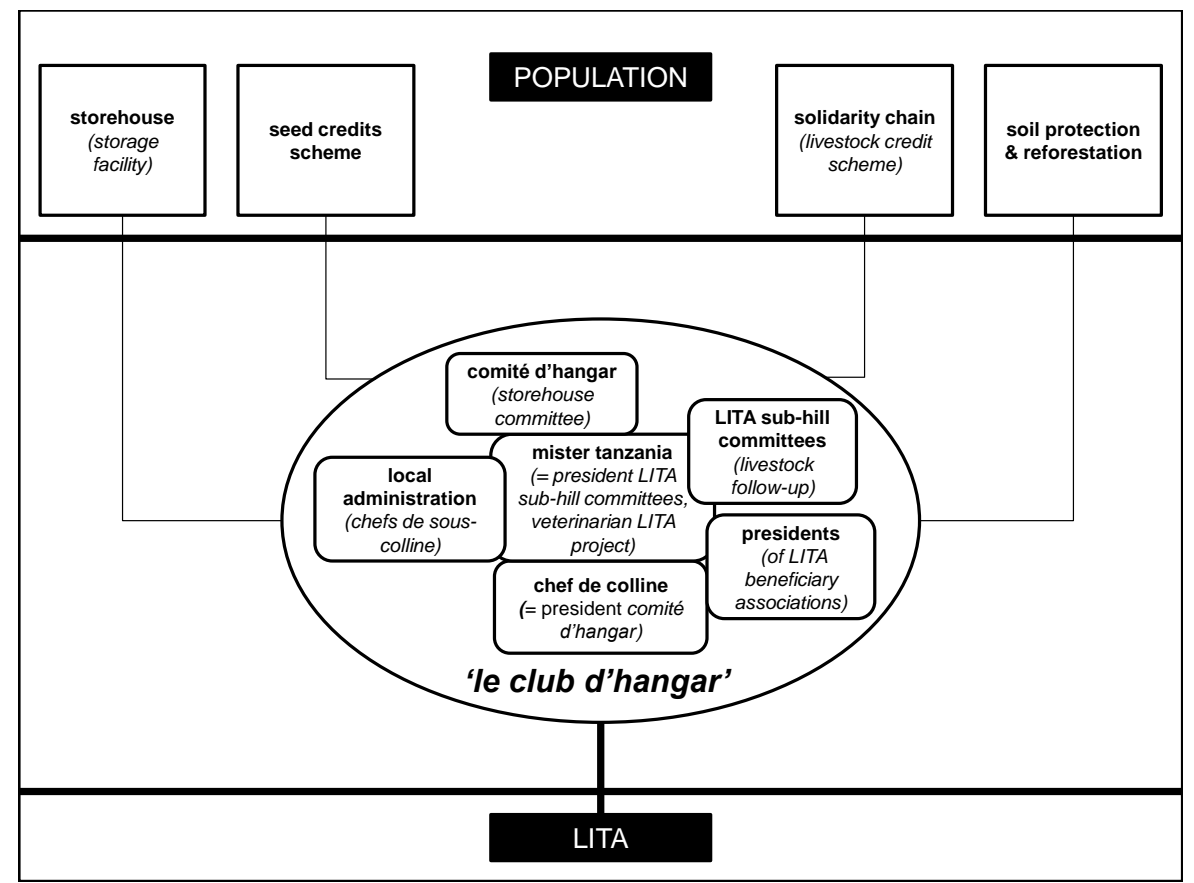 POPULATION
storehouse
(storage
facility)
seed credits
scheme
solidarity chain
(livestock credit
scheme)
soil protection
& reforestation
comité d’hangar
(storehouse
committee)
LITA sub-hill
committees
(livestock
follow-up)
mister tanzania
(= president LITA
sub-hill committees,
veterinarian LITA
project)
local
administration
(chefs de sous-
colline)
presidents
(of LITA
beneficiary
associations)
chef de colline
(= president comité
d’hangar)
‘le club d’hangar’
LITA